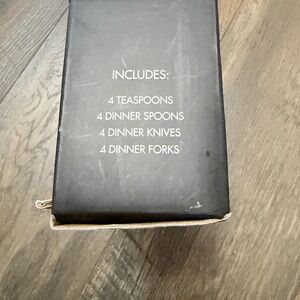 INCLUDES:
4 TEASPOONS
4 DINNER SPOONS
4 DINNER KNIVES
4 DINNER FORKS